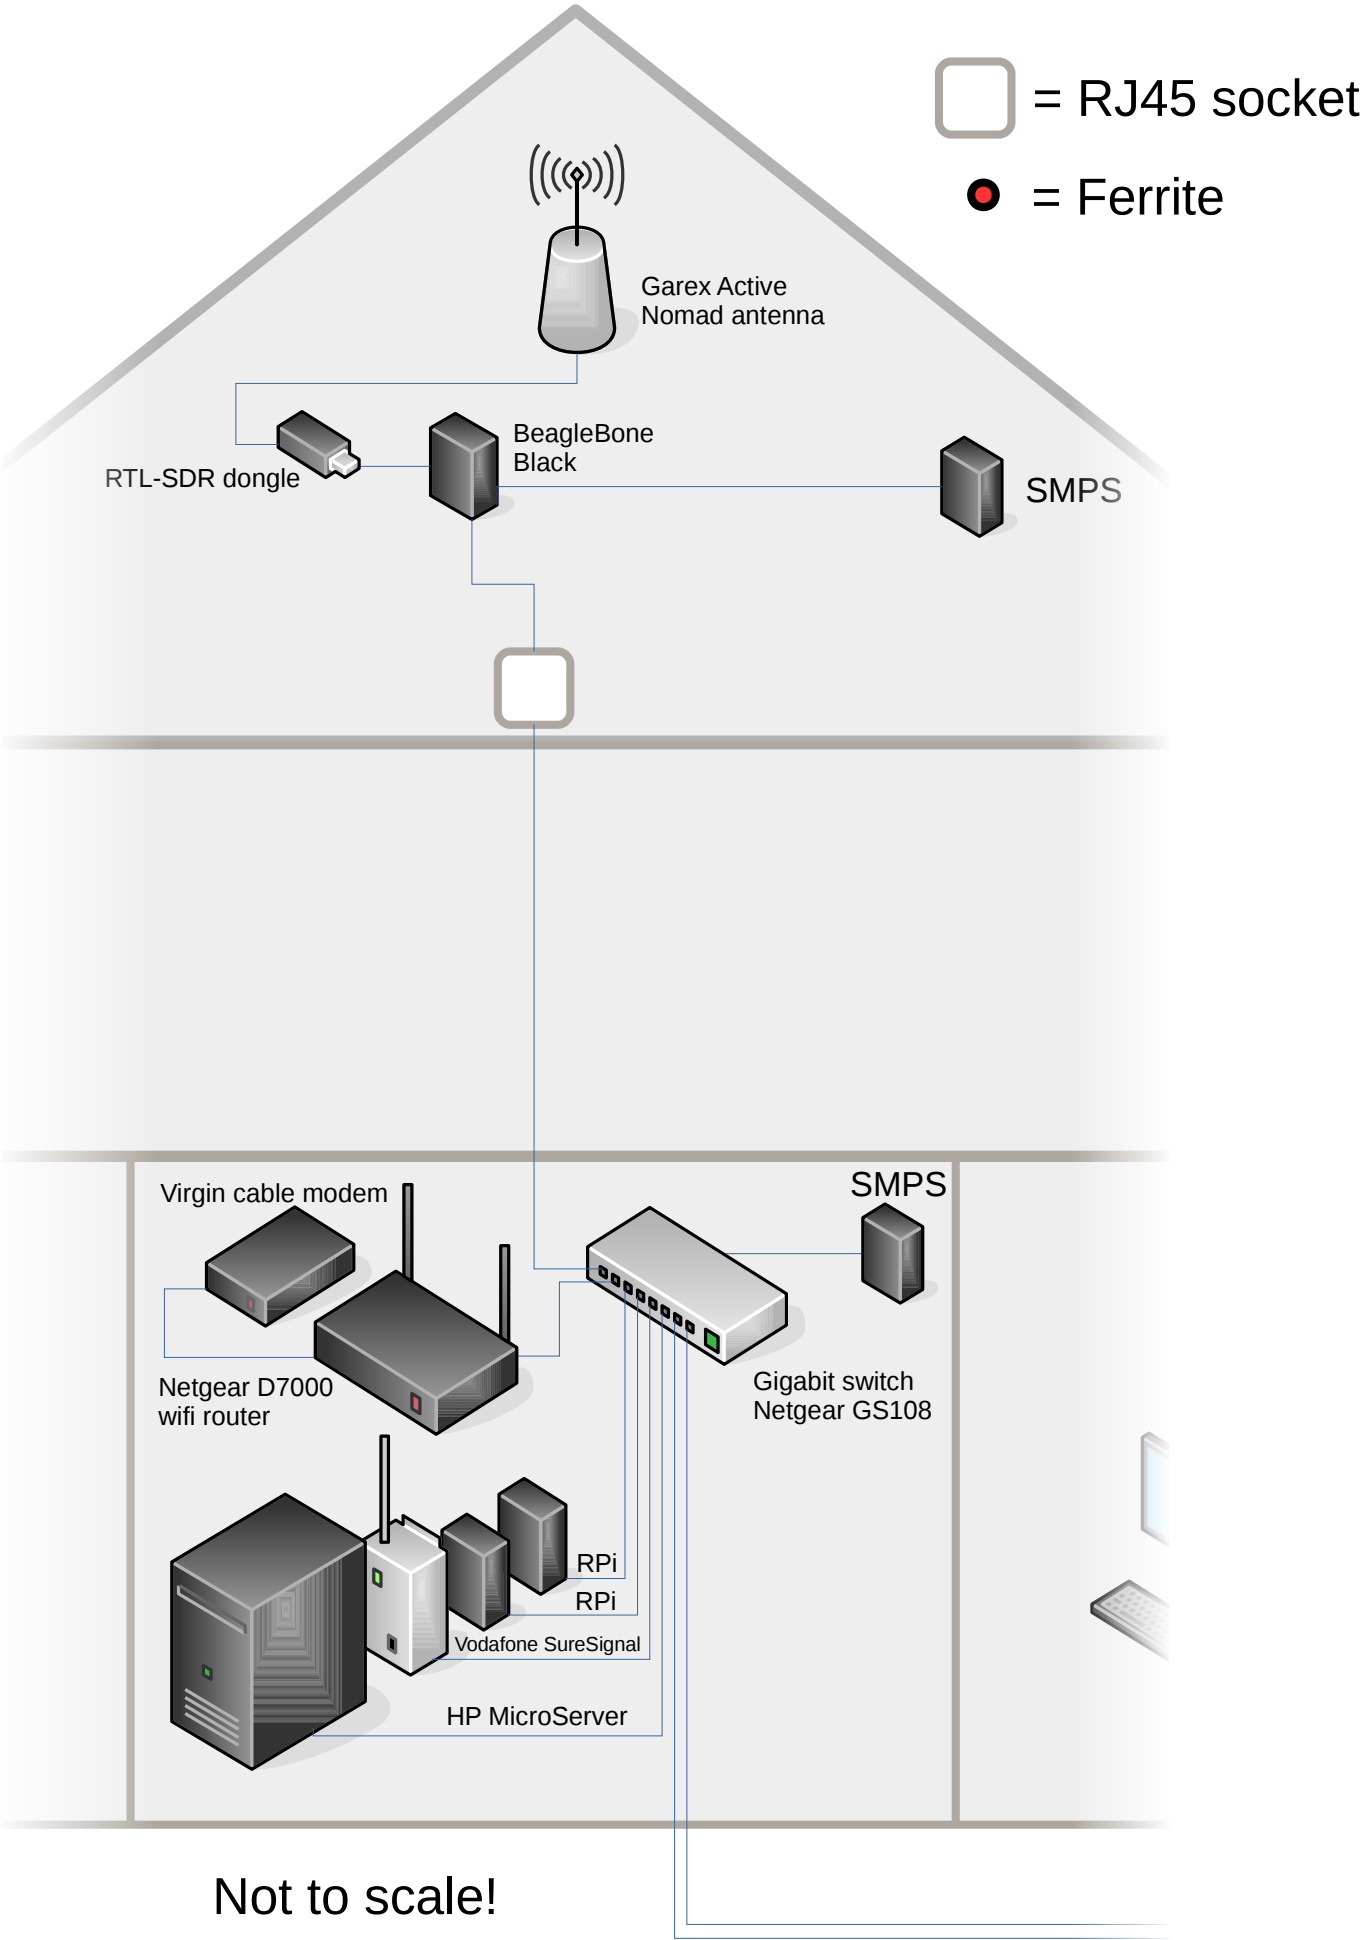 = RJ45 socket
= Ferrite
Garex Active
Nomad antenna
BeagleBone
Black
RTL-SDR dongle
SMPS
SMPS
Virgin cable modem
Netgear D7000
wifi router
Gigabit switch
Netgear GS108
RPi
RPi
Vodafone SureSignal
HP MicroServer
Not to scale!